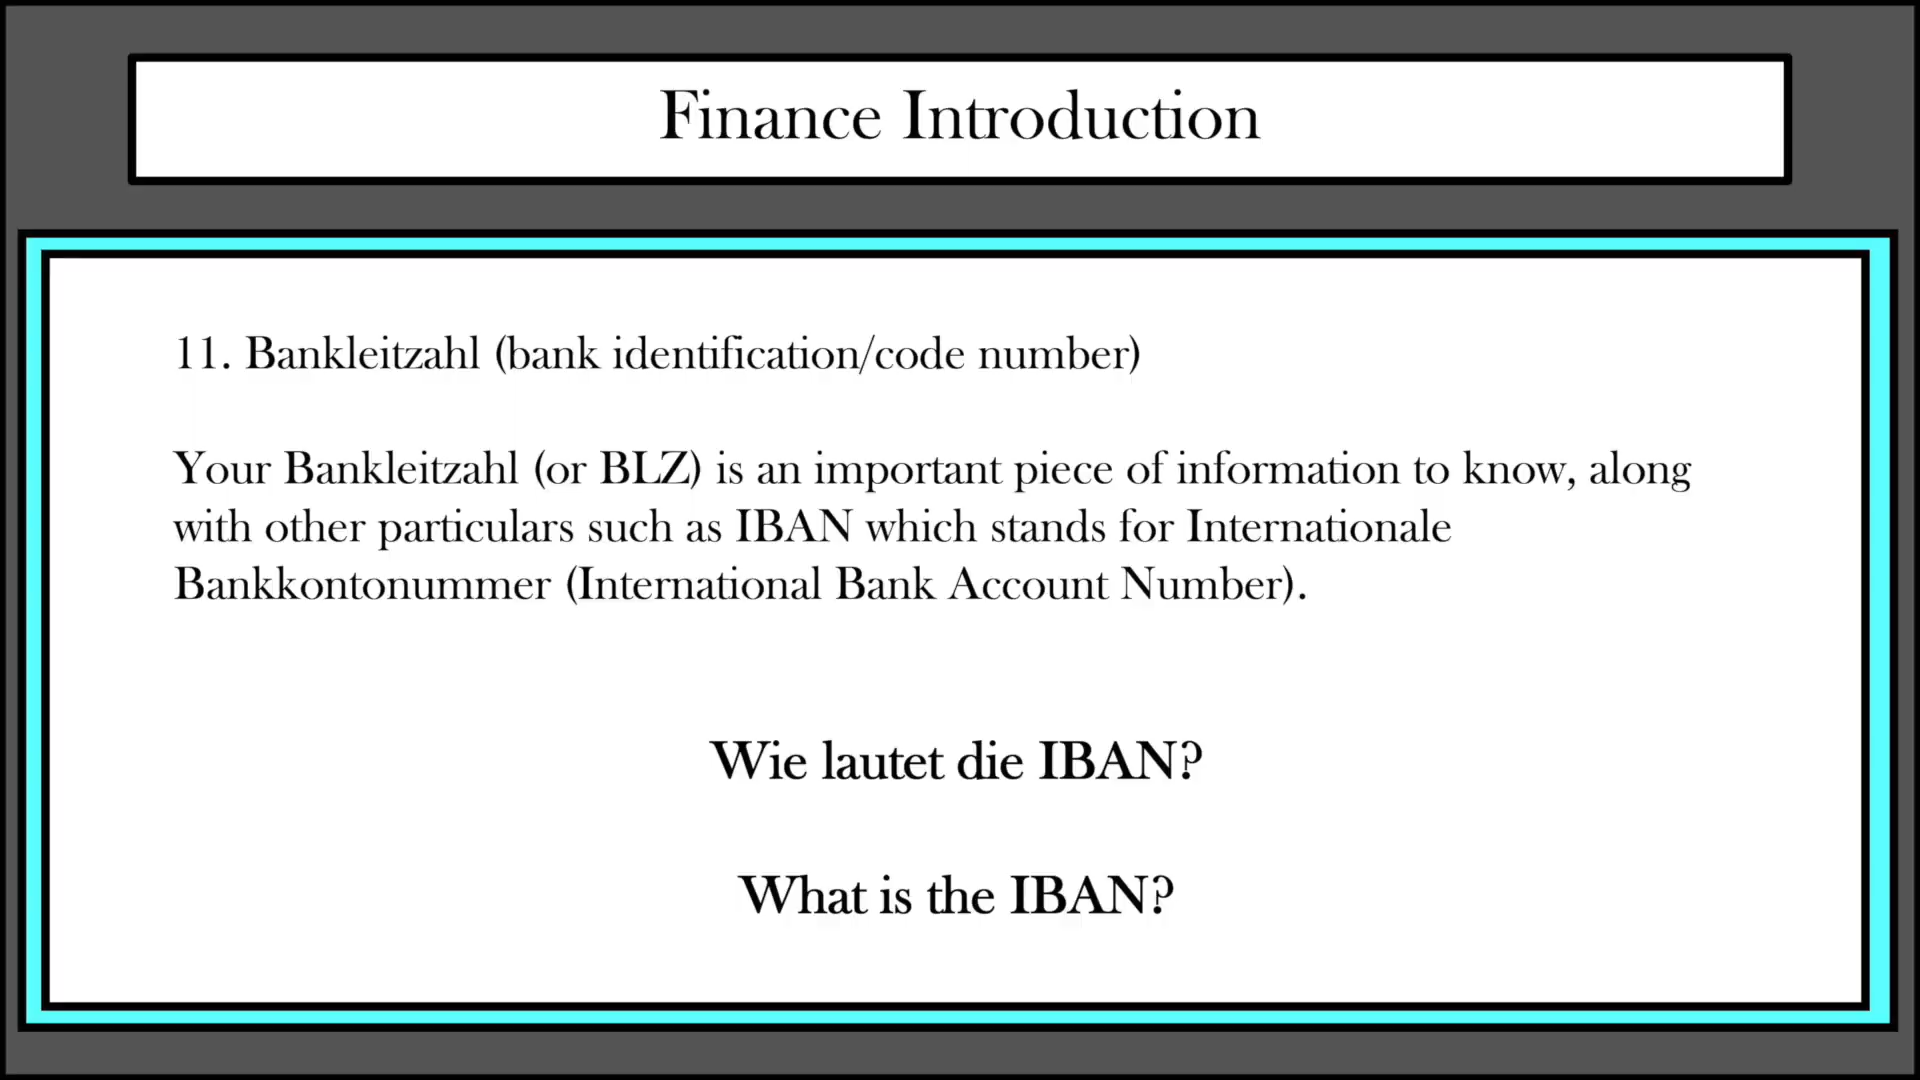 Finance Introduction
11. Bankleitzahl (bank identification/code number)
Your Bankleitzahl (or BLZ) is an important piece of information to know, along
with other particulars such as IBAN which stands for Internationale
Bankkontonummer (International Bank Account Number).
Wie lautet die IBAN?
What is the IBAN?